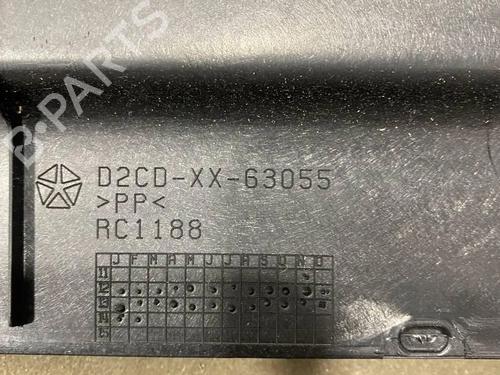 B-PARTS
D2CD-XX-63055
>PP<
RC1188
J F M A M J J A S O N D
11
12
13
14
15